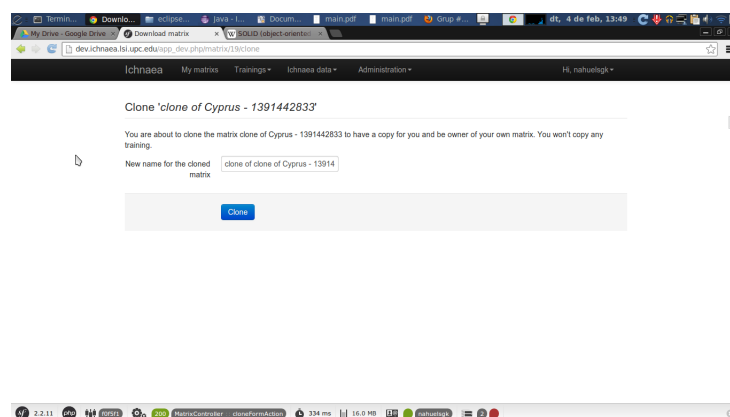 Termin... Downlo... eclips... Java - I... Docum... main.pdf main.pdf Grup #... dt, 4 de feb, 13:49
My Drive - Google Drive × Download matrix × SOLID (object-oriented ×
dev.ichnaea.lsi.upc.edu/app_dev.php/matrix/19/clone
Ichnaea My matrixs Trainings Ichnaea data Administration Hi, nahuelsgk
Clone 'clone of Cyprus - 1391442833'
You are about to clone the matrix clone of Cyprus - 1391442833 to have a copy for you and be owner of your own matrix. You won't copy any
training.
New name for the cloned
matrix
clone of clone of Cyprus - 13914
Clone
2.2.11 php f0f5f1 200 MatrixController :: cloneFormAction 334 ms 16.0 MB nahuelsgk 2